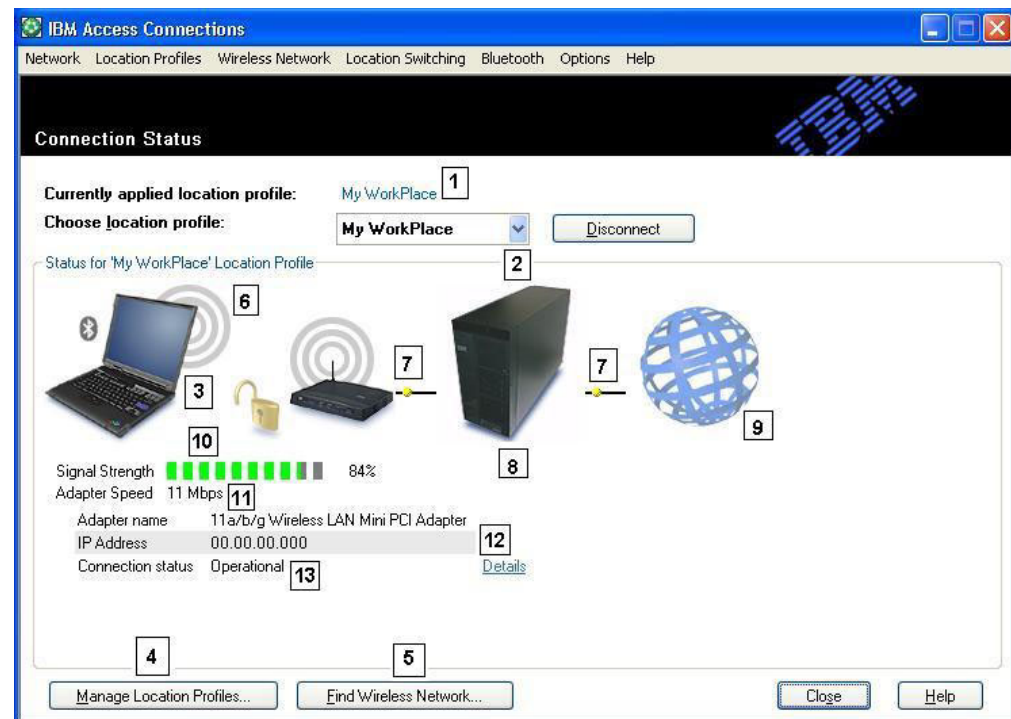 IBM Access Connections
Network Location Profiles Wireless Network Location Switching Bluetooth Options Help
IBM
Connection Status
Currently applied location profile: My WorkPlace 1
Choose location profile: My WorkPlace Disconnect
2
Status for 'My WorkPlace' Location Profile
6
7
7
3
9
10
8
Signal Strength 84%
Adapter Speed 11 Mbps 11
Adapter name 11a/b/g Wireless LAN Mini PCI Adapter
IP Address 00.00.00.000 12
Connection status Operational 13 Details
4
5
Manage Location Profiles... Find Wireless Network... Close Help